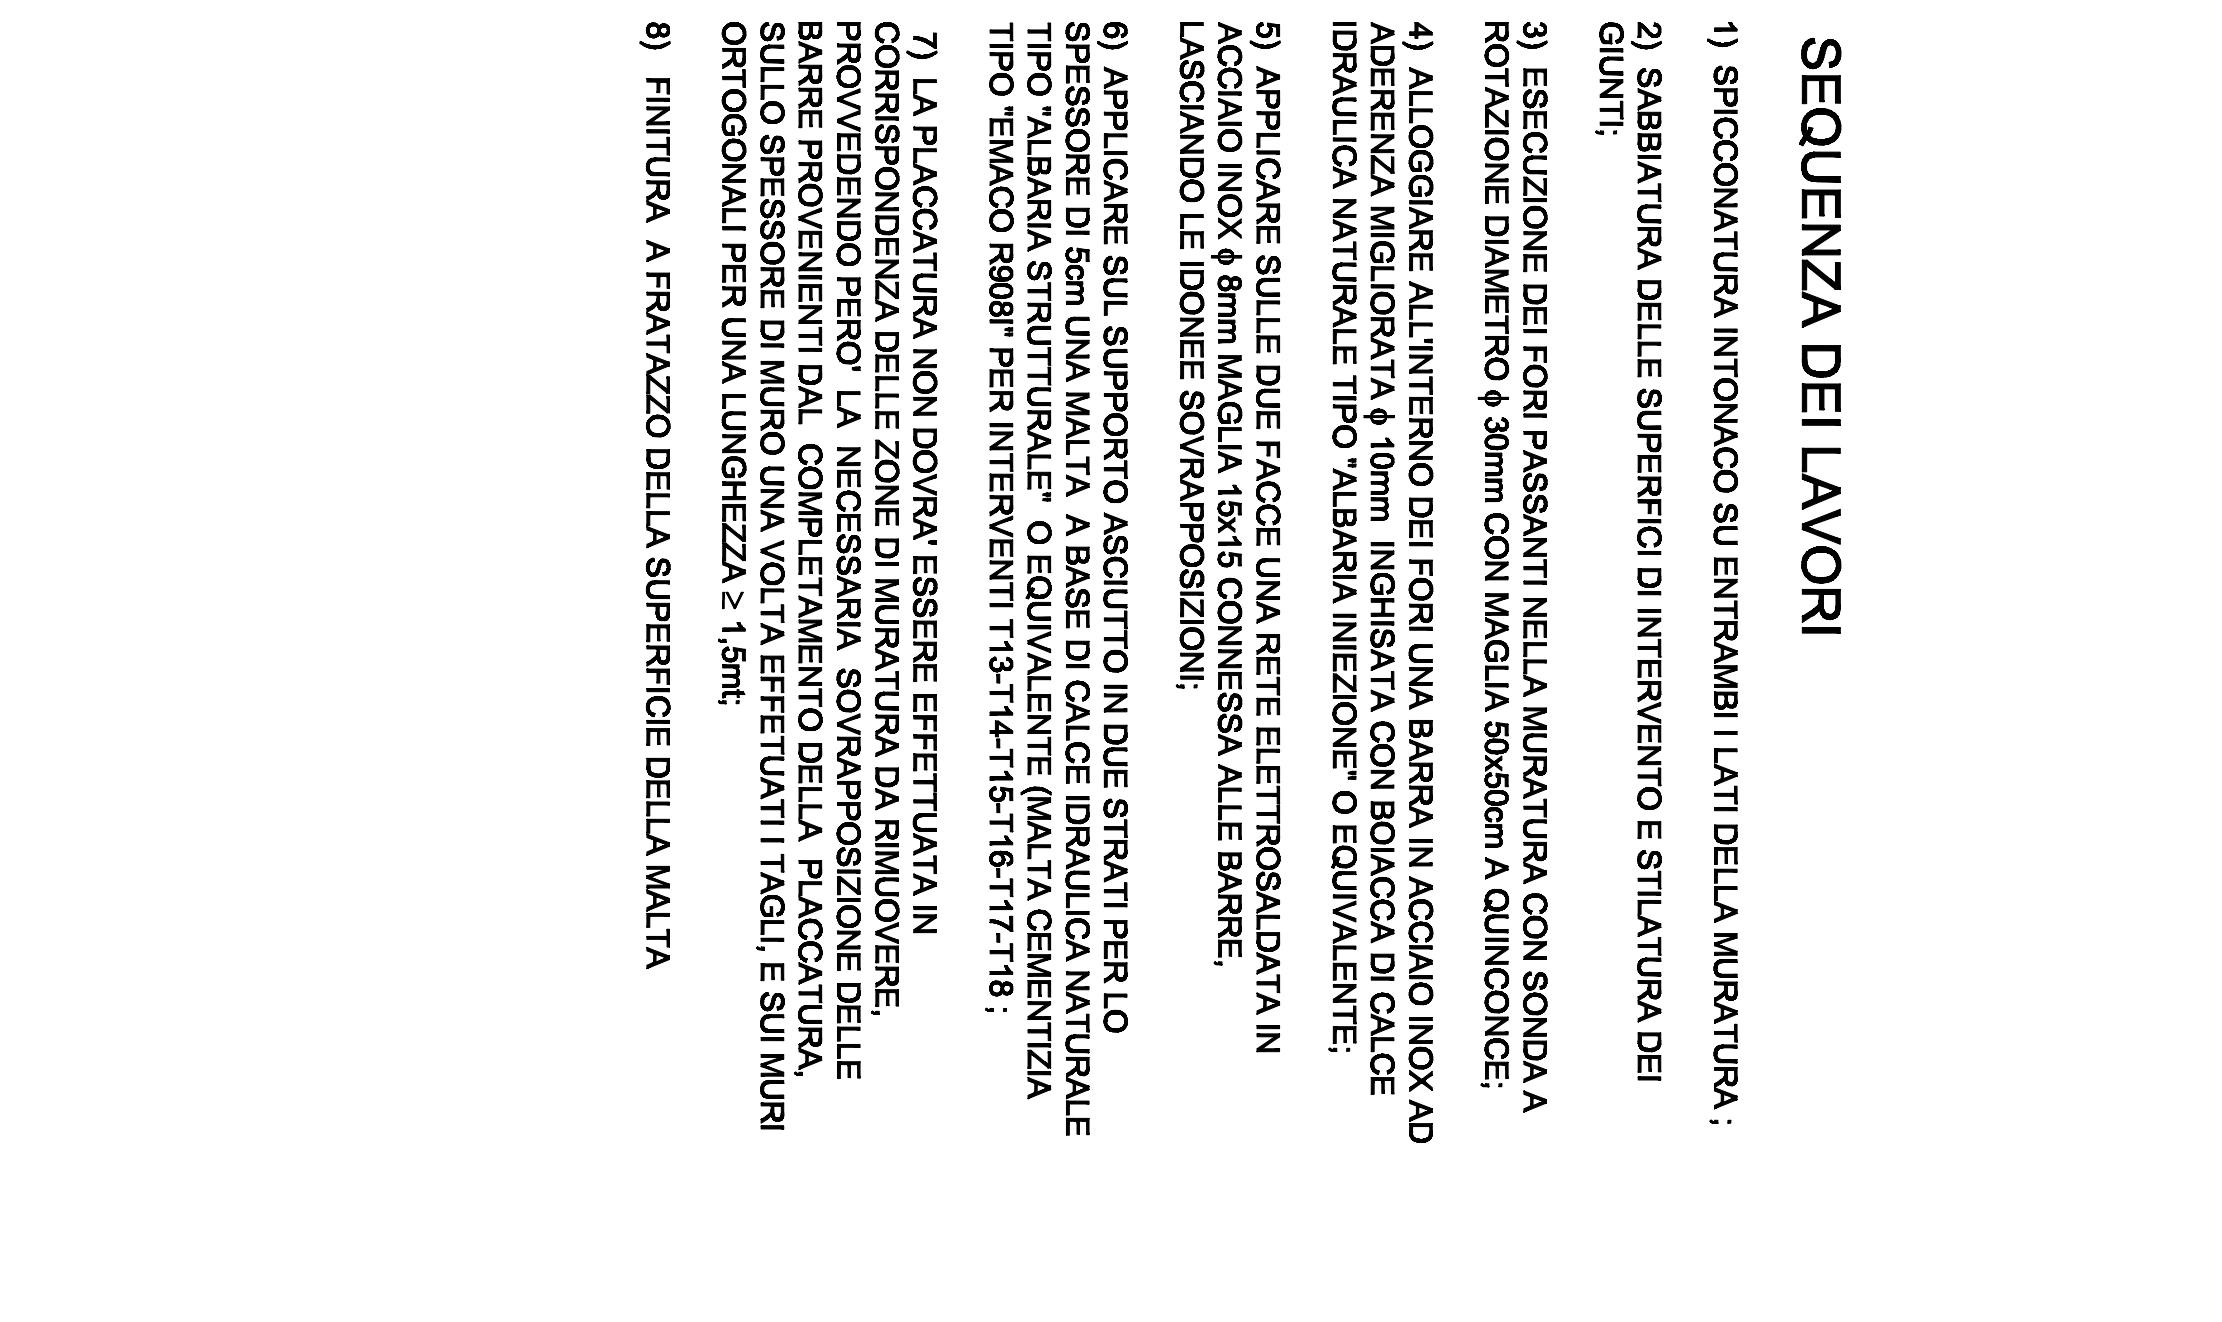 SEQUENZA DEI LAVORI
1) SPICCONATURA INTONACO SU ENTRAMBI I LATI DELLA MURATURA ;
2) SABBIATURA DELLE SUPERFICI DI INTERVENTO E STILATURA DEI
GIUNTI;
3) ESECUZIONE DEI FORI PASSANTI NELLA MURATURA CON SONDA A
ROTAZIONE DIAMETRO ϕ 30mm CON MAGLIA 50x50cm A QUINCONCE;
4) ALLOGGIARE ALL'INTERNO DEI FORI UNA BARRA IN ACCIAIO INOX AD
ADERENZA MIGLIORATA ϕ 10mm INGHISATA CON BOIACCA DI CALCE
IDRAULICA NATURALE TIPO "ALBARIA INIEZIONE" O EQUIVALENTE;
5) APPLICARE SULLE DUE FACCE UNA RETE ELETTROSALDATA IN
ACCIAIO INOX ϕ 8mm MAGLIA 15x15 CONNESSA ALLE BARRE,
LASCIANDO LE IDONEE SOVRAPPOSIZIONI;
6) APPLICARE SUL SUPPORTO ASCIUTTO IN DUE STRATI PER LO
SPESSORE DI 5cm UNA MALTA A BASE DI CALCE IDRAULICA NATURALE
TIPO "ALBARIA STRUTTURALE" O EQUIVALENTE (MALTA CEMENTIZIA
TIPO "EMACO R908I" PER INTERVENTI T13-T14-T15-T16-T17-T18 ;
7) LA PLACCATURA NON DOVRA' ESSERE EFFETTUATA IN
CORRISPONDENZA DELLE ZONE DI MURATURA DA RIMUOVERE,
PROVVEDENDO PERO' LA NECESSARIA SOVRAPPOSIZIONE DELLE
BARRE PROVENIENTI DAL COMPLETAMENTO DELLA PLACCATURA,
SULLO SPESSORE DI MURO UNA VOLTA EFFETUATI I TAGLI, E SUI MURI
ORTOGONALI PER UNA LUNGHEZZA ≥ 1,5mt;
8) FINITURA A FRATAZZO DELLA SUPERFICIE DELLA MALTA